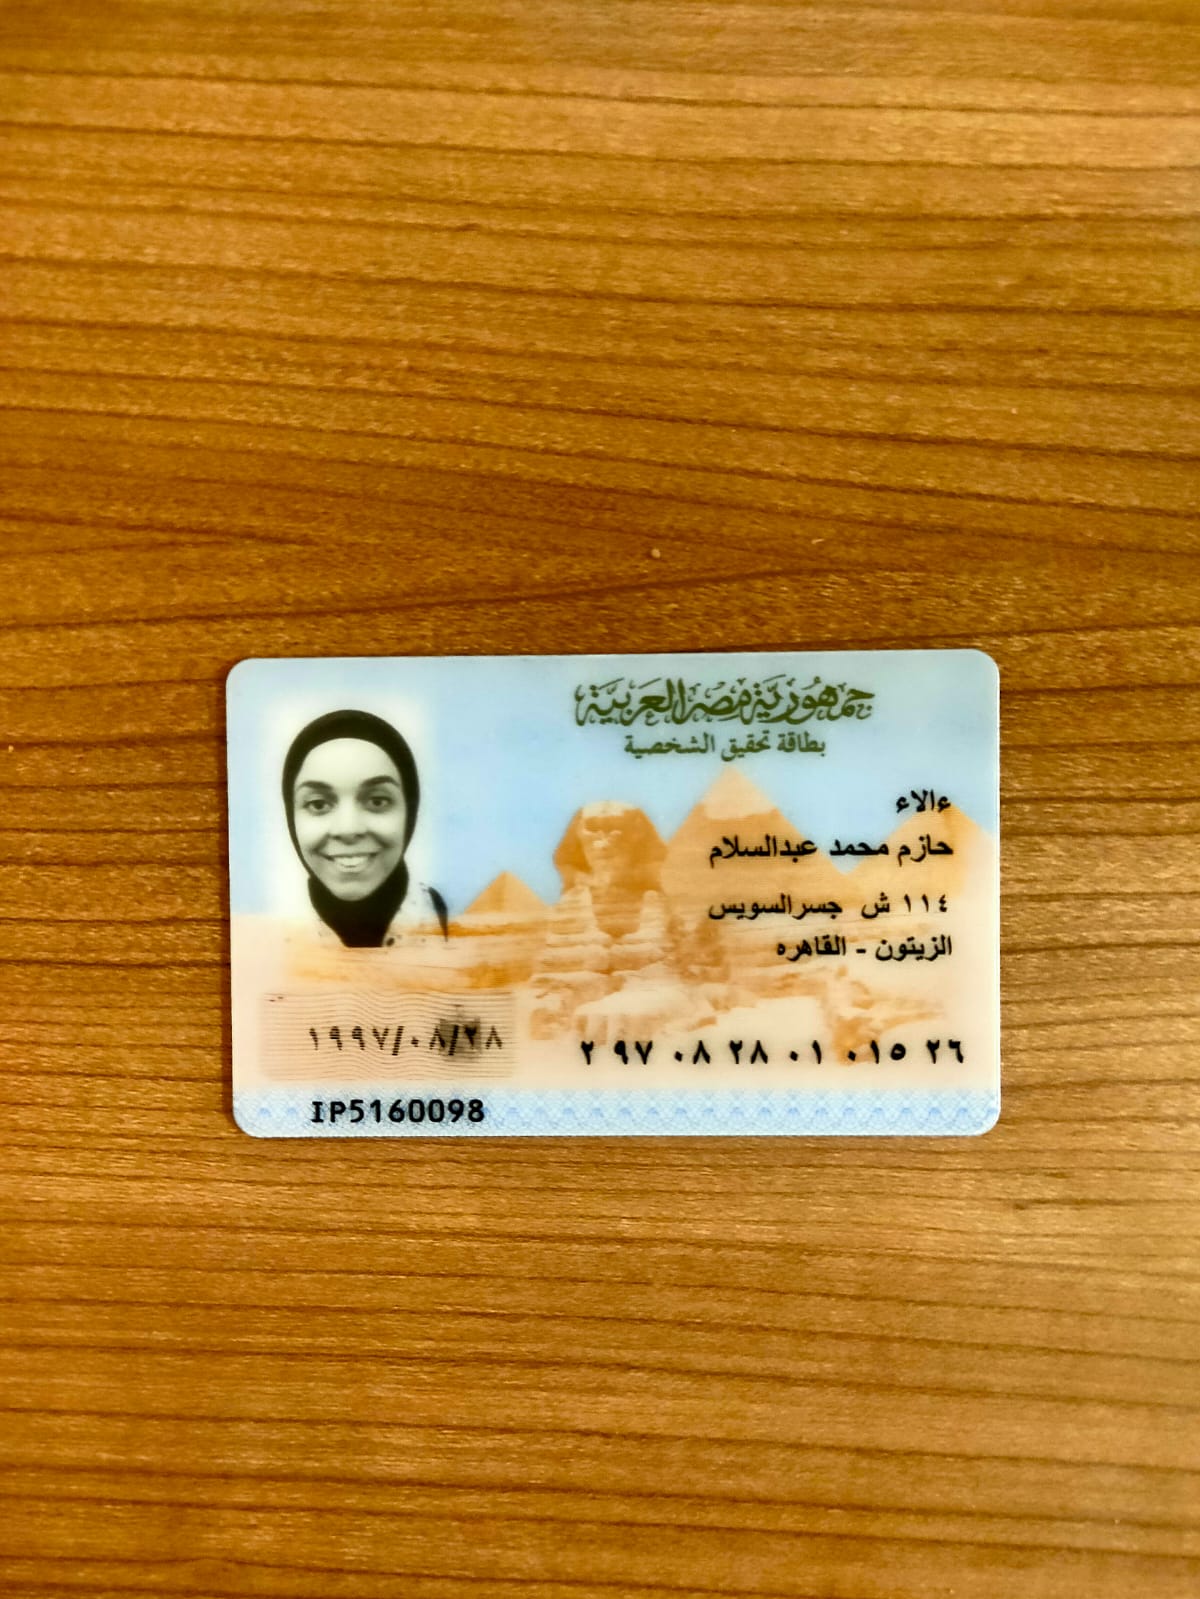 جمهورية مصر العربية
بطاقة تحقيق الشخصية
ءالاء
حازم محمد عبدالسلام
١١٤ ش جسرالسويس
الزيتون - القاهره
١٩٩٧/٠٨/٢٨
٢ ٩٧ ٠٨ ٢٨ ٠١ ٠١٥ ٢٦
IP5160098